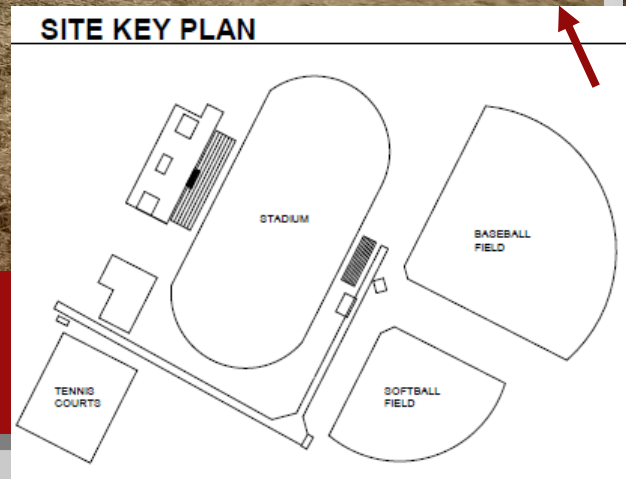 SITE KEY PLAN
STADIUM
BASEBALL
FIELD
TENNIS
COURTS
SOFTBALL
FIELD